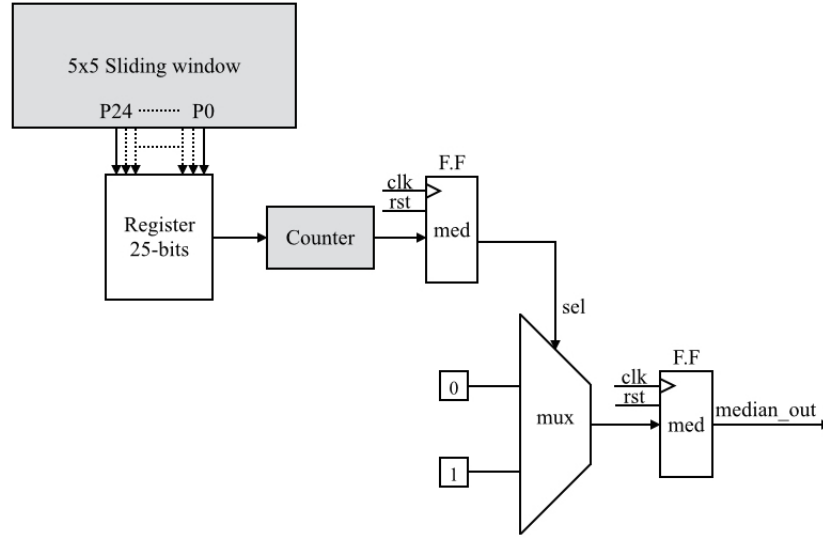 5x5 Sliding window
P24 .......... P0
Register
25-bits
Counter
F.F
clk
rst
med
sel
0
1
mux
F.F
clk
rst
med
median_out